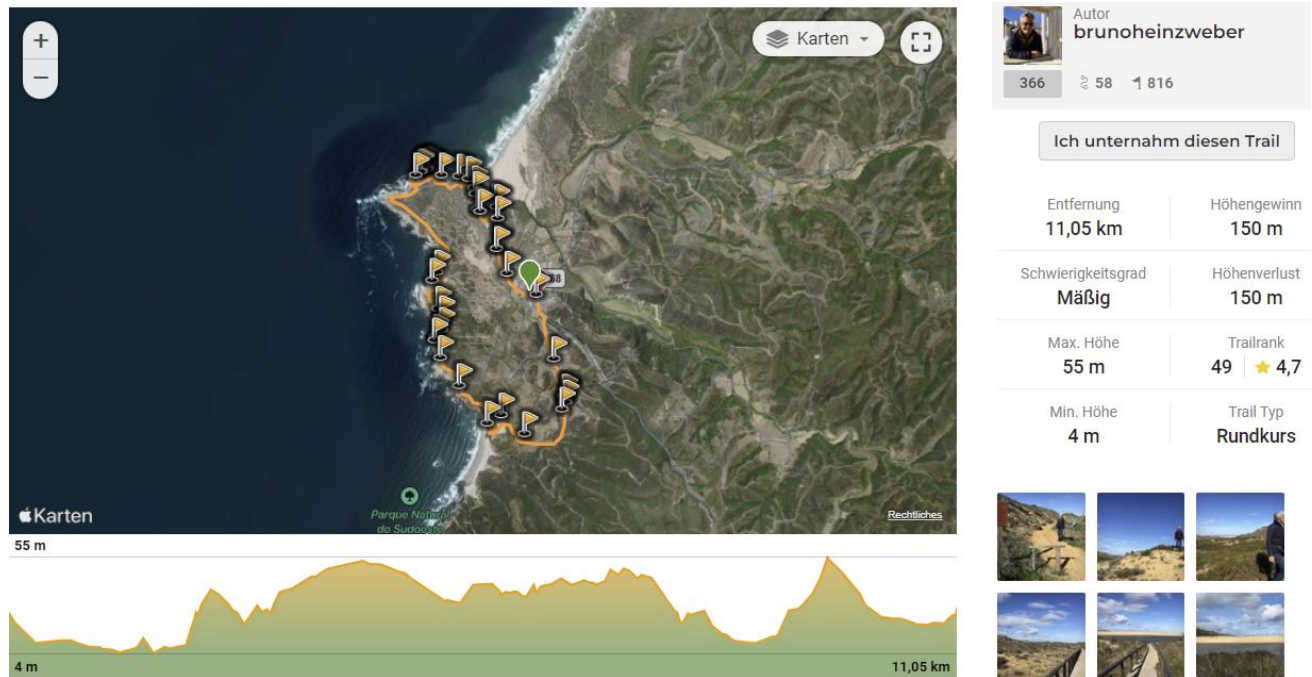 +
−
Karten
Karten
Parque Natural
do Sudoeste
Rechtliches
55 m
4 m
11,05 km
Autor
brunoheinzweber
366
58
816
Ich unternahm diesen Trail
Entfernung
Höhengewinn
11,05 km
150 m
Schwierigkeitsgrad
Höhenverlust
Mäßig
150 m
Max. Höhe
Trailrank
55 m
49
4,7
Min. Höhe
Trail Typ
4 m
Rundkurs